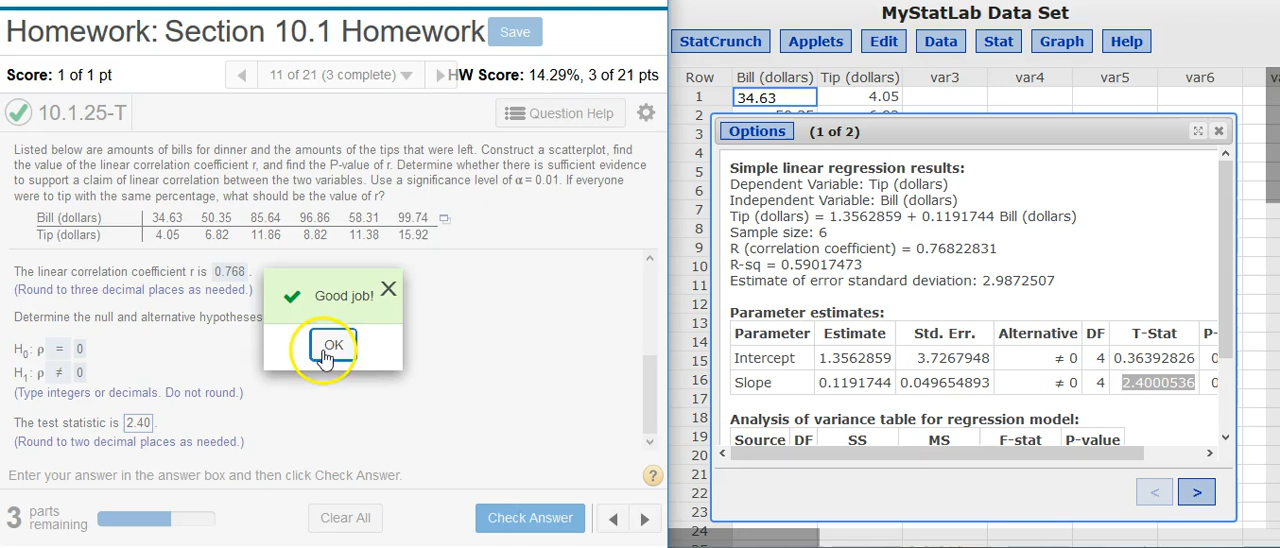 Homework: Section 10.1 Homework Save
Score: 1 of 1 pt 11 of 21 (3 complete) HW Score: 14.29%, 3 of 21 pts
10.1.25-T Question Help
Listed below are amounts of bills for dinner and the amounts of the tips that were left. Construct a scatterplot, find
the value of the linear correlation coefficient r, and find the P-value of r. Determine whether there is sufficient evidence
to support a claim of linear correlation between the two variables. Use a significance level of α = 0.01. If everyone
were to tip with the same percentage, what should be the value of r?
Bill (dollars) 34.63 50.35 85.64 96.86 58.31 99.74
Tip (dollars) 4.05 6.82 11.86 8.82 11.38 15.92
The linear correlation coefficient r is 0.768.
(Round to three decimal places as needed.)
Determine the null and alternative hypotheses
H0: ρ = 0
H1: ρ ≠ 0
(Type integers or decimals. Do not round.)
The test statistic is 2.40.
(Round to two decimal places as needed.)
Good job!
OK
Enter your answer in the answer box and then click Check Answer.
?
3 parts remaining
Clear All
Check Answer
MyStatLab Data Set
StatCrunch Applets Edit Data Stat Graph Help
Row Bill (dollars) Tip (dollars) var3 var4 var5 var6
1 34.63 4.05
2
3
4
5
6
7
8
9
10
11
12
13
14
15
16
17
18
19
20
21
22
23
24
Options (1 of 2)
Simple linear regression results:
Dependent Variable: Tip (dollars)
Independent Variable: Bill (dollars)
Tip (dollars) = 1.3562859 + 0.1191744 Bill (dollars)
Sample size: 6
R (correlation coefficient) = 0.76822831
R-sq = 0.59017473
Estimate of error standard deviation: 2.9872507
Parameter estimates:
Parameter Estimate Std. Err. Alternative DF T-Stat P-
Intercept 1.3562859 3.7267948 ≠ 0 4 0.36392826 0
Slope 0.1191744 0.049654893 ≠ 0 4 2.4000536 0
Analysis of variance table for regression model:
Source DF SS MS F-stat P-value
< >